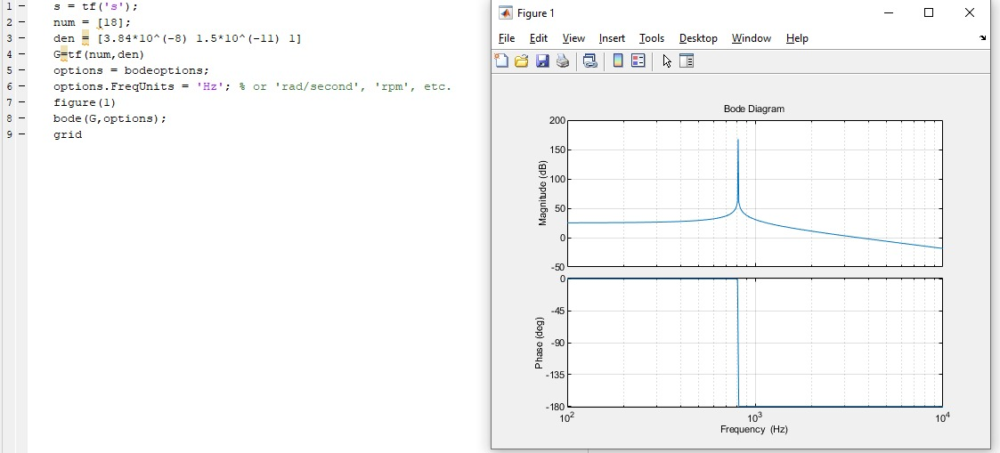 1 - s = tf('s');
2 - num = [18];
3 - den = [3.84*10^(-8) 1.5*10^(-11) 1]
4 - G=tf(num,den)
5 - options = bodeoptions;
6 - options.FreqUnits = 'Hz'; % or 'rad/second', 'rpm', etc.
7 - figure(1)
8 - bode(G,options);
9 - grid
Figure 1
File Edit View Insert Tools Desktop Window Help
Bode Diagram
200
150
100
50
0
-50
Magnitude (dB)
0
-45
-90
-135
-180
Phase (deg)
10^2 10^3 10^4
Frequency (Hz)